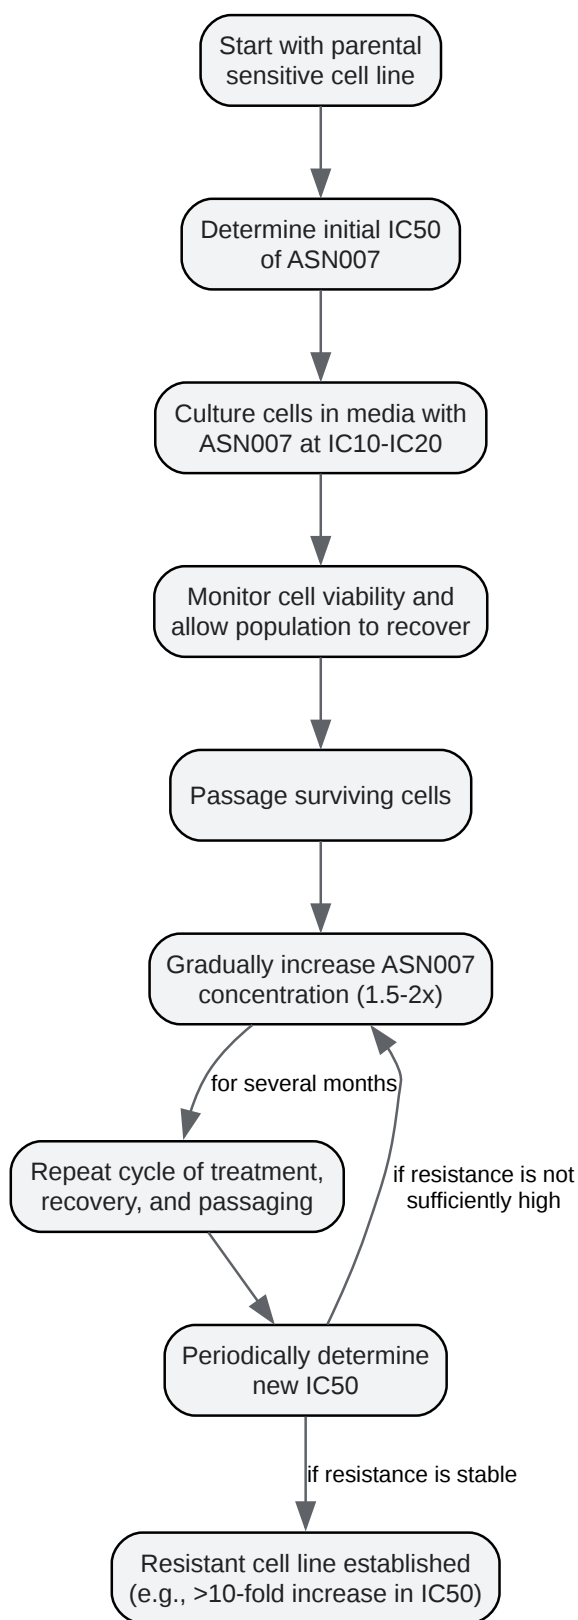 Start with parental
sensitive cell line
Determine initial IC50
of ASN007
Culture cells in media with
ASN007 at IC10-IC20
Monitor cell viability and
allow population to recover
Passage surviving cells
Gradually increase ASN007
concentration (1.5-2x)
for several months
Repeat cycle of treatment,
recovery, and passaging
if resistance is not
sufficiently high
Periodically determine
new IC50
if resistance is stable
Resistant cell line established
(e.g., >10-fold increase in IC50)